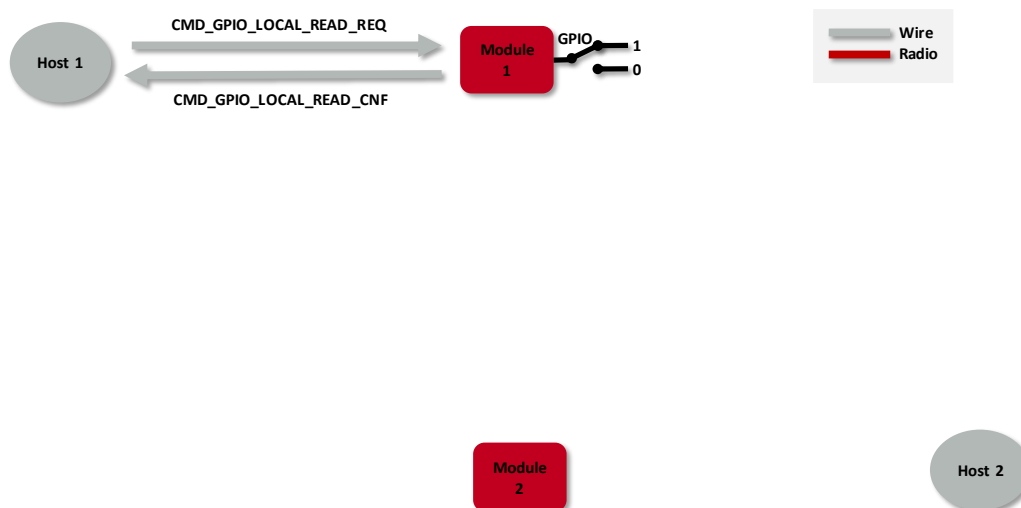 CMD_GPIO_LOCAL_READ_REQ
Host 1
CMD_GPIO_LOCAL_READ_CNF
Module
1
GPIO
1
0
Wire
Radio
Module
2
Host 2